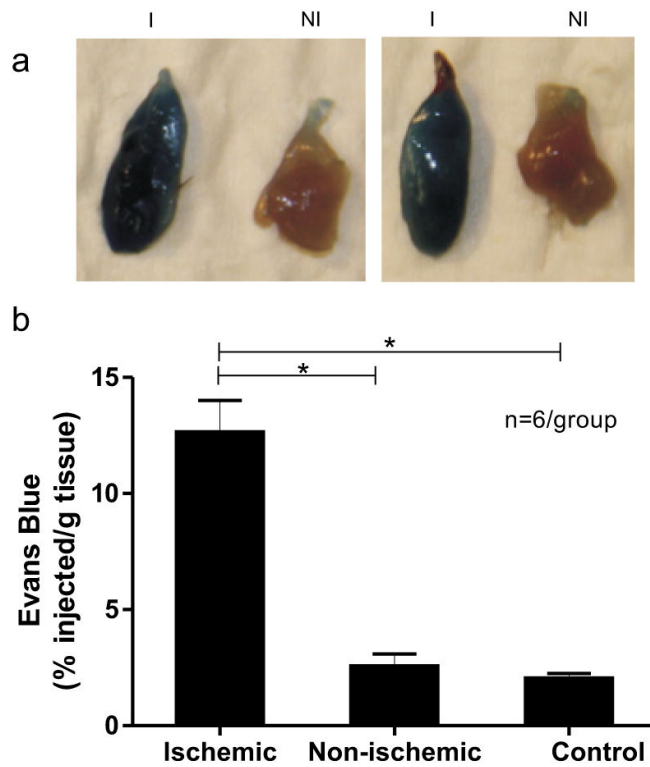 I NI I NI
a
b
* 
*
15
n=6/group
10
5
0
Evans Blue
(% injected/g tissue)
Ischemic Non-ischemic Control